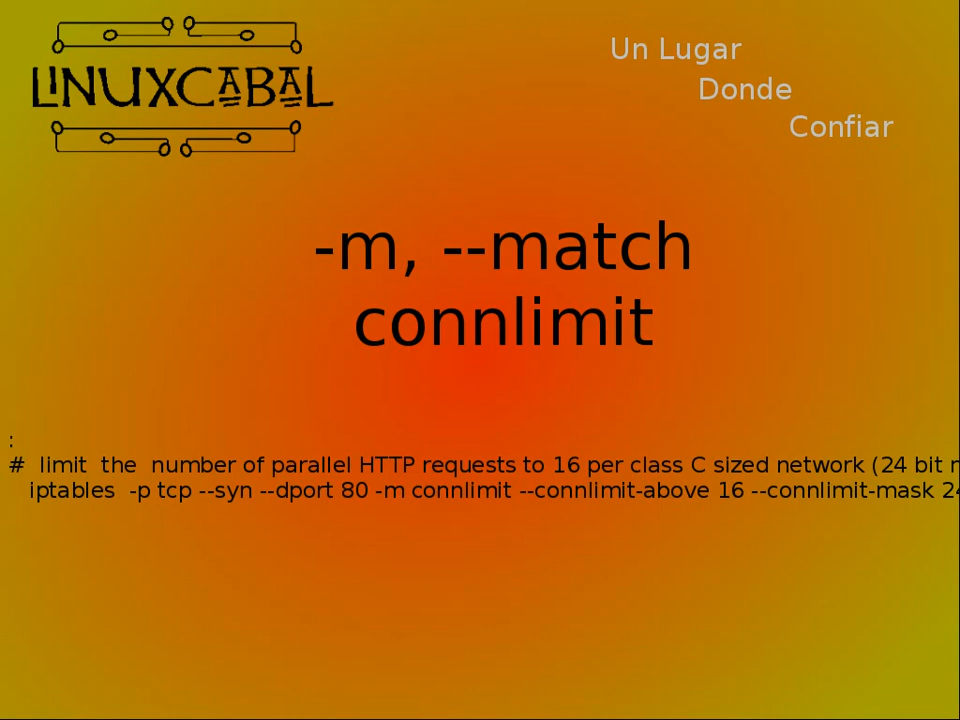 LINUXCABAL
Un Lugar
Donde
Confiar
-m, --match
connlimit
:
#  limit  the  number of parallel HTTP requests to 16 per class C sized network (24 bit
iptables  -p tcp --syn --dport 80 -m connlimit --connlimit-above 16 --connlimit-mask 24